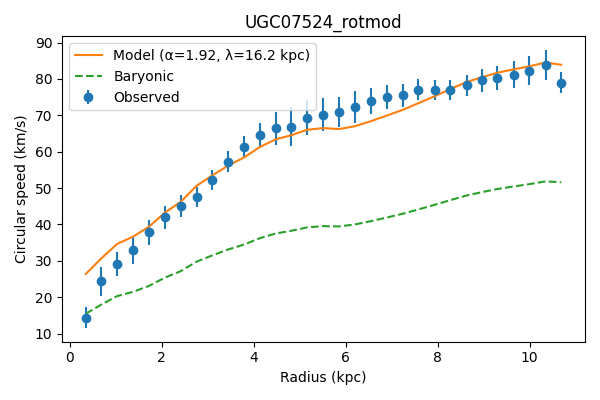 UGC07524_rotmod
Model (α=1.92, λ=16.2 kpc)
Baryonic
Observed
Circular speed (km/s)
90
80
70
60
50
40
30
20
10
0
2
4
6
8
10
Radius (kpc)